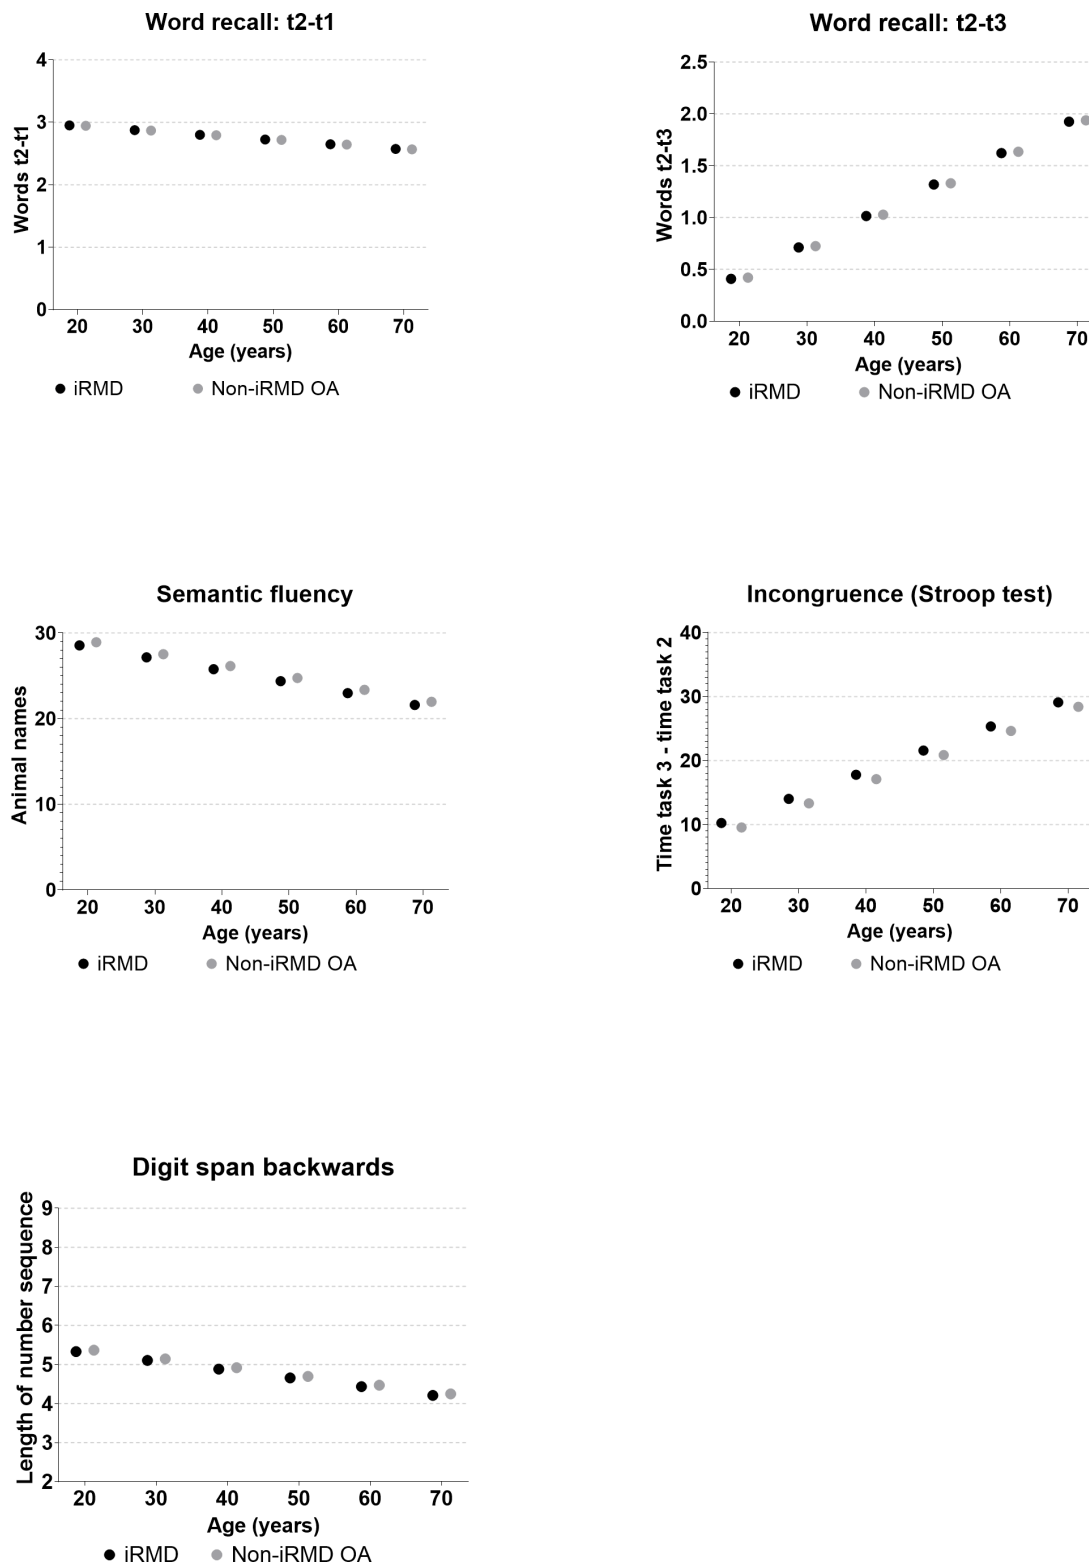 Word recall: t2-t1
4
3
2
1
0
Words t2-t1
20 30 40 50 60 70
Age (years)
iRMD Non-iRMD OA
Word recall: t2-t3
2.5
2.0
1.5
1.0
0.5
0.0
Words t2-t3
20 30 40 50 60 70
Age (years)
iRMD Non-iRMD OA
Semantic fluency
30
20
10
0
Animal names
20 30 40 50 60 70
Age (years)
iRMD Non-iRMD OA
Incongruence (Stroop test)
40
30
20
10
0
Time task 3 - time task 2
20 30 40 50 60 70
Age (years)
iRMD Non-iRMD OA
Digit span backwards
9
8
7
6
5
4
3
2
Length of number sequence
20 30 40 50 60 70
Age (years)
iRMD Non-iRMD OA